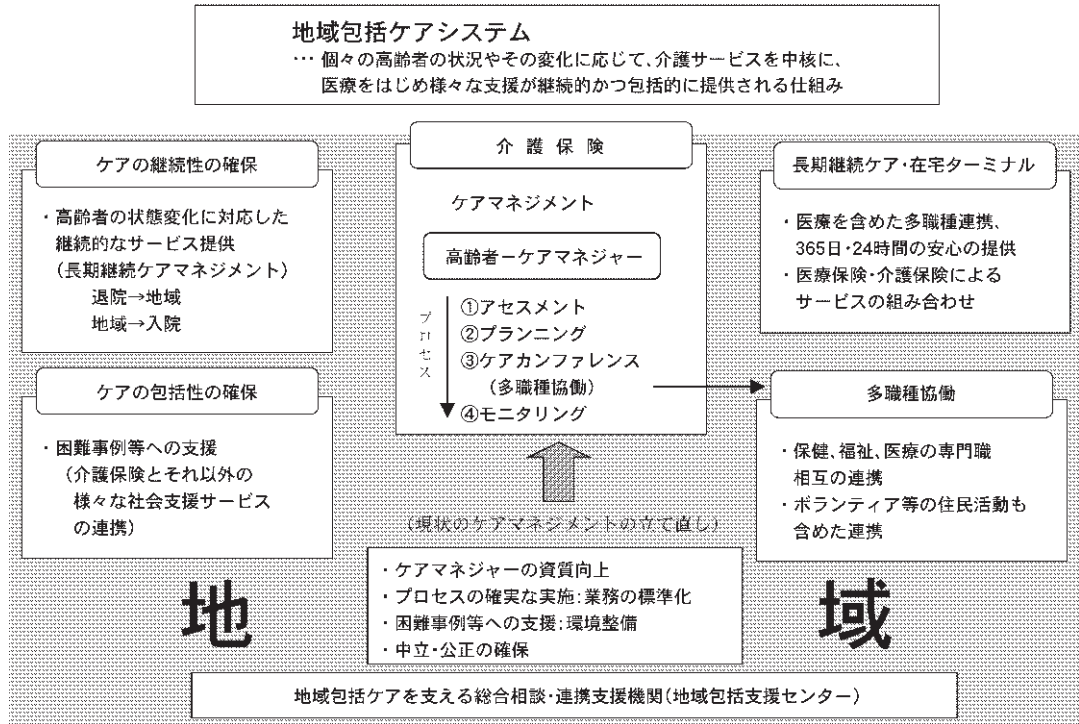 地域包括ケアシステム
… 個々の高齢者の状況やその変化に応じて、介護サービスを中核に、
医療をはじめ様々な支援が継続的かつ包括的に提供される仕組み
ケアの継続性の確保
・高齢者の状態変化に対応した
継続的なサービス提供
(長期継続ケアマネジメント)
退院→地域
地域→入院
ケアの包括性の確保
・困難事例等への支援
(介護保険とそれ以外の
様々な社会支援サービス
の連携)
介護保険
ケアマネジメント
高齢者ーケアマネジャー
プロセス
①アセスメント
②プランニング
③ケアカンファレンス
(多職種協働)
④モニタリング
(現状のケアマネジメントの立て直し)
・ケアマネジャーの資質向上
・プロセスの確実な実施:業務の標準化
・困難事例等への支援:環境整備
・中立・公正の確保
長期継続ケア・在宅ターミナル
・医療を含めた多職種連携、
365日・24時間の安心の提供
・医療保険・介護保険による
サービスの組み合わせ
多職種協働
・保健、福祉、医療の専門職
相互の連携
・ボランティア等の住民活動も
含めた連携
地域
地域包括ケアを支える総合相談・連携支援機関(地域包括支援センター)